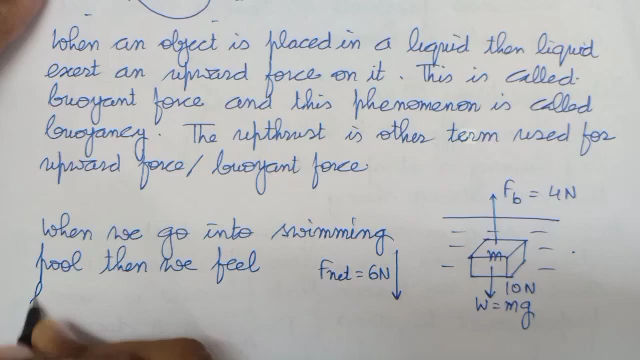 When an object is placed in a liquid then liquid
exert an upward force on it. This is called
buoyant force and this phenomenon is called
buoyancy. The upthrust is other term used for
upward force/ buoyant force
When we go into swimming
pool then we feel
Fb = 4N
m
Fnet = 6N
10N
W = mg